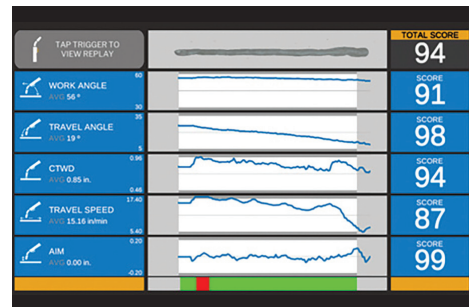 TAP TRIGGER TO
VIEW REPLAY
TOTAL SCORE
94
WORK ANGLE
AVG 56 º
60
30
SCORE
91
TRAVEL ANGLE
AVG 19 º
35
5
SCORE
98
CTWD
AVG 0.85 in.
0.96
0.46
SCORE
94
TRAVEL SPEED
AVG 15.16 in/min
17.40
5.40
SCORE
87
AIM
AVG 0.00 in.
0.20
-0.20
SCORE
99